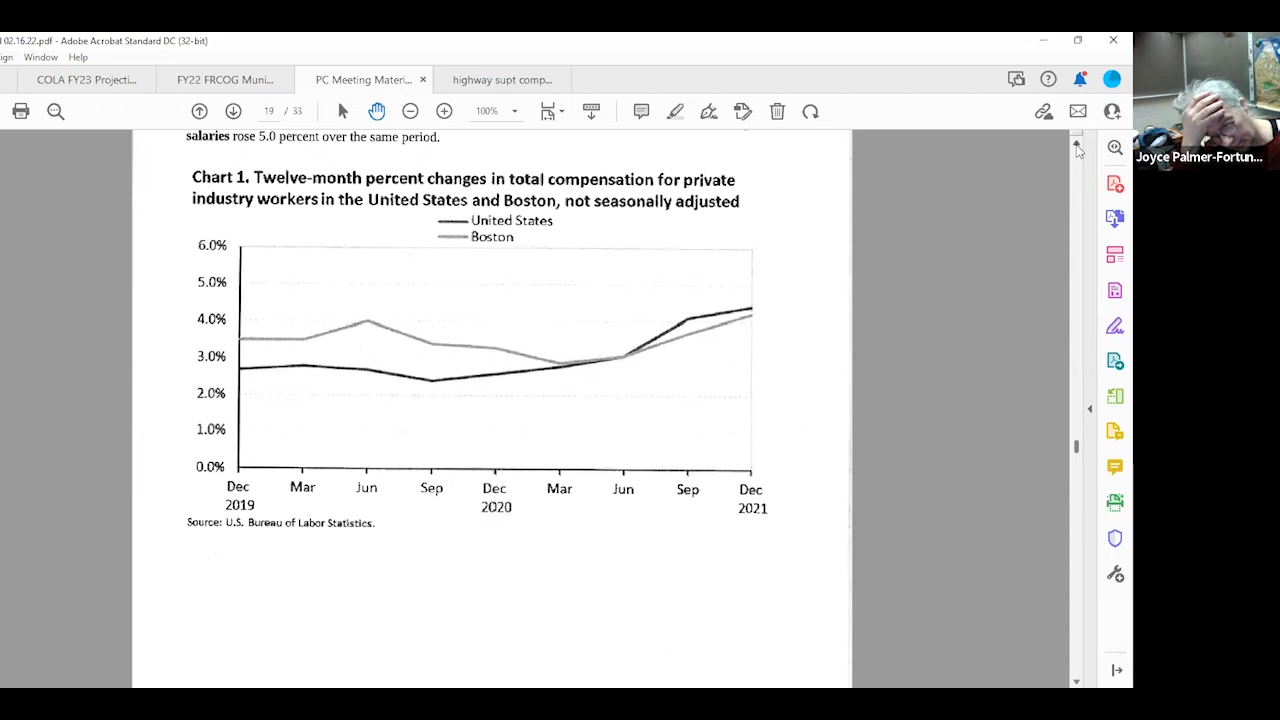 l 02.16.22.pdf - Adobe Acrobat Standard DC (32-bit)
ign Window Help
COLA FY23 Projecti...
FY22 FRCOG Muni...
PC Meeting Materi...
highway supt comp...
19 / 33
100%
Joyce Palmer-Fortun...
salaries rose 5.0 percent over the same period.
Chart 1. Twelve-month percent changes in total compensation for private
industry workers in the United States and Boston, not seasonally adjusted
United States
Boston
6.0%
5.0%
4.0%
3.0%
2.0%
1.0%
0.0%
Dec Mar Jun Sep Dec Mar Jun Sep Dec
2019 2020 2021
Source: U.S. Bureau of Labor Statistics.